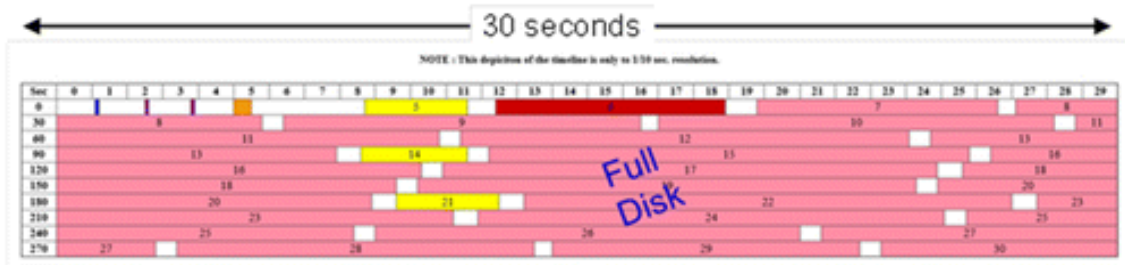 30 seconds
NOTE : This depiction of the timeline is only to 1/10 sec. resolution.
Sec 0 1 2 3 4 5 6 7 8 9 10 11 12 13 14 15 16 17 18 19 20 21 22 23 24 25 26 27 28 29
0 5 6 7 8
30 8 9 10 11
60 11 12 13
90 13 14 15 16
120 16 17 18
150 18 20
180 20 21 22 23
210 23 24 25
240 25 26 27
270 27 28 29 30
Full
Disk